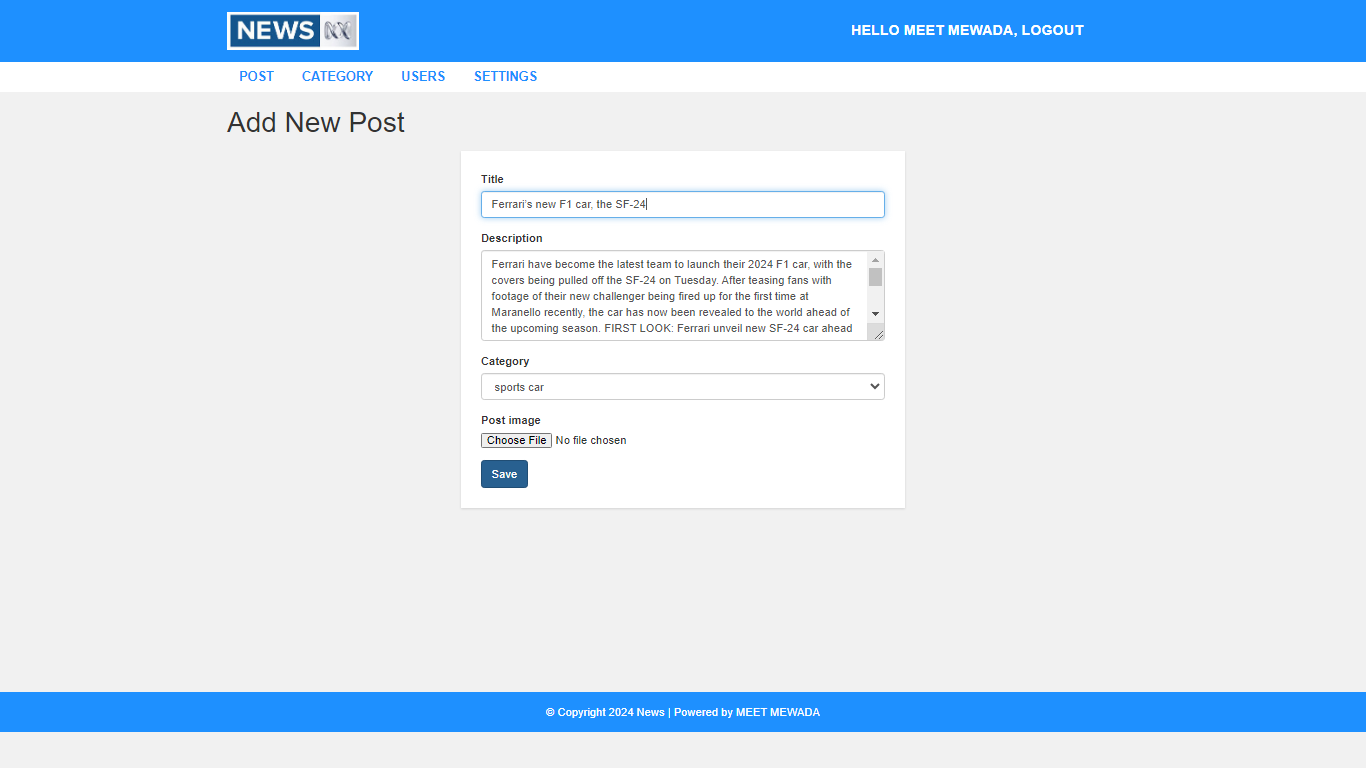 NEWS
HELLO MEET MEWADA, LOGOUT
POST CATEGORY USERS SETTINGS
Add New Post
Title
Ferrari's new F1 car, the SF-24
Description
Ferrari have become the latest team to launch their 2024 F1 car, with the
covers being pulled off the SF-24 on Tuesday. After teasing fans with
footage of their new challenger being fired up for the first time at
Maranello recently, the car has now been revealed to the world ahead of
the upcoming season. FIRST LOOK: Ferrari unveil new SF-24 car ahead
Category
sports car
Post image
Choose File No file chosen
Save
© Copyright 2024 News | Powered by MEET MEWADA